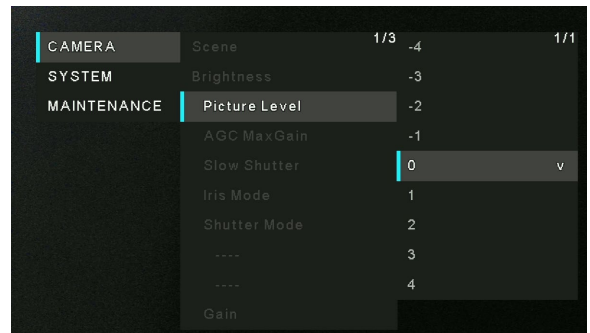 CAMERA
SYSTEM
MAINTENANCE
1/3
Scene
Brightness
Picture Level
AGC MaxGain
Slow Shutter
Iris Mode
Shutter Mode
----
----
Gain
1/1
-4
-3
-2
-1
0 v
1
2
3
4